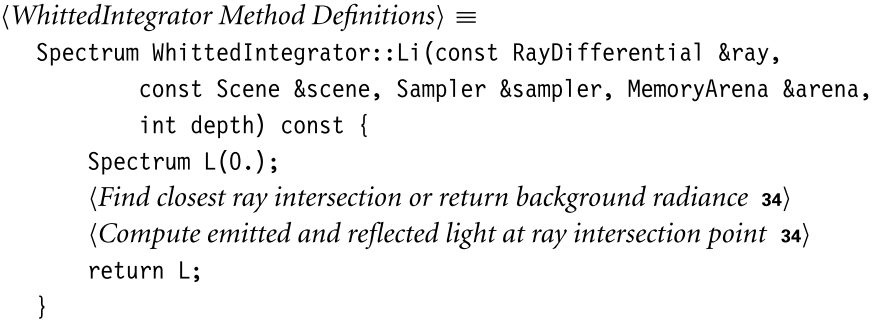 ⟨WhittedIntegrator Method Definitions⟩ ≡
Spectrum WhittedIntegrator::Li(const RayDifferential &ray,
const Scene &scene, Sampler &sampler, MemoryArena &arena,
int depth) const {
Spectrum L(0.);
⟨Find closest ray intersection or return background radiance 34⟩
⟨Compute emitted and reflected light at ray intersection point 34⟩
return L;
}